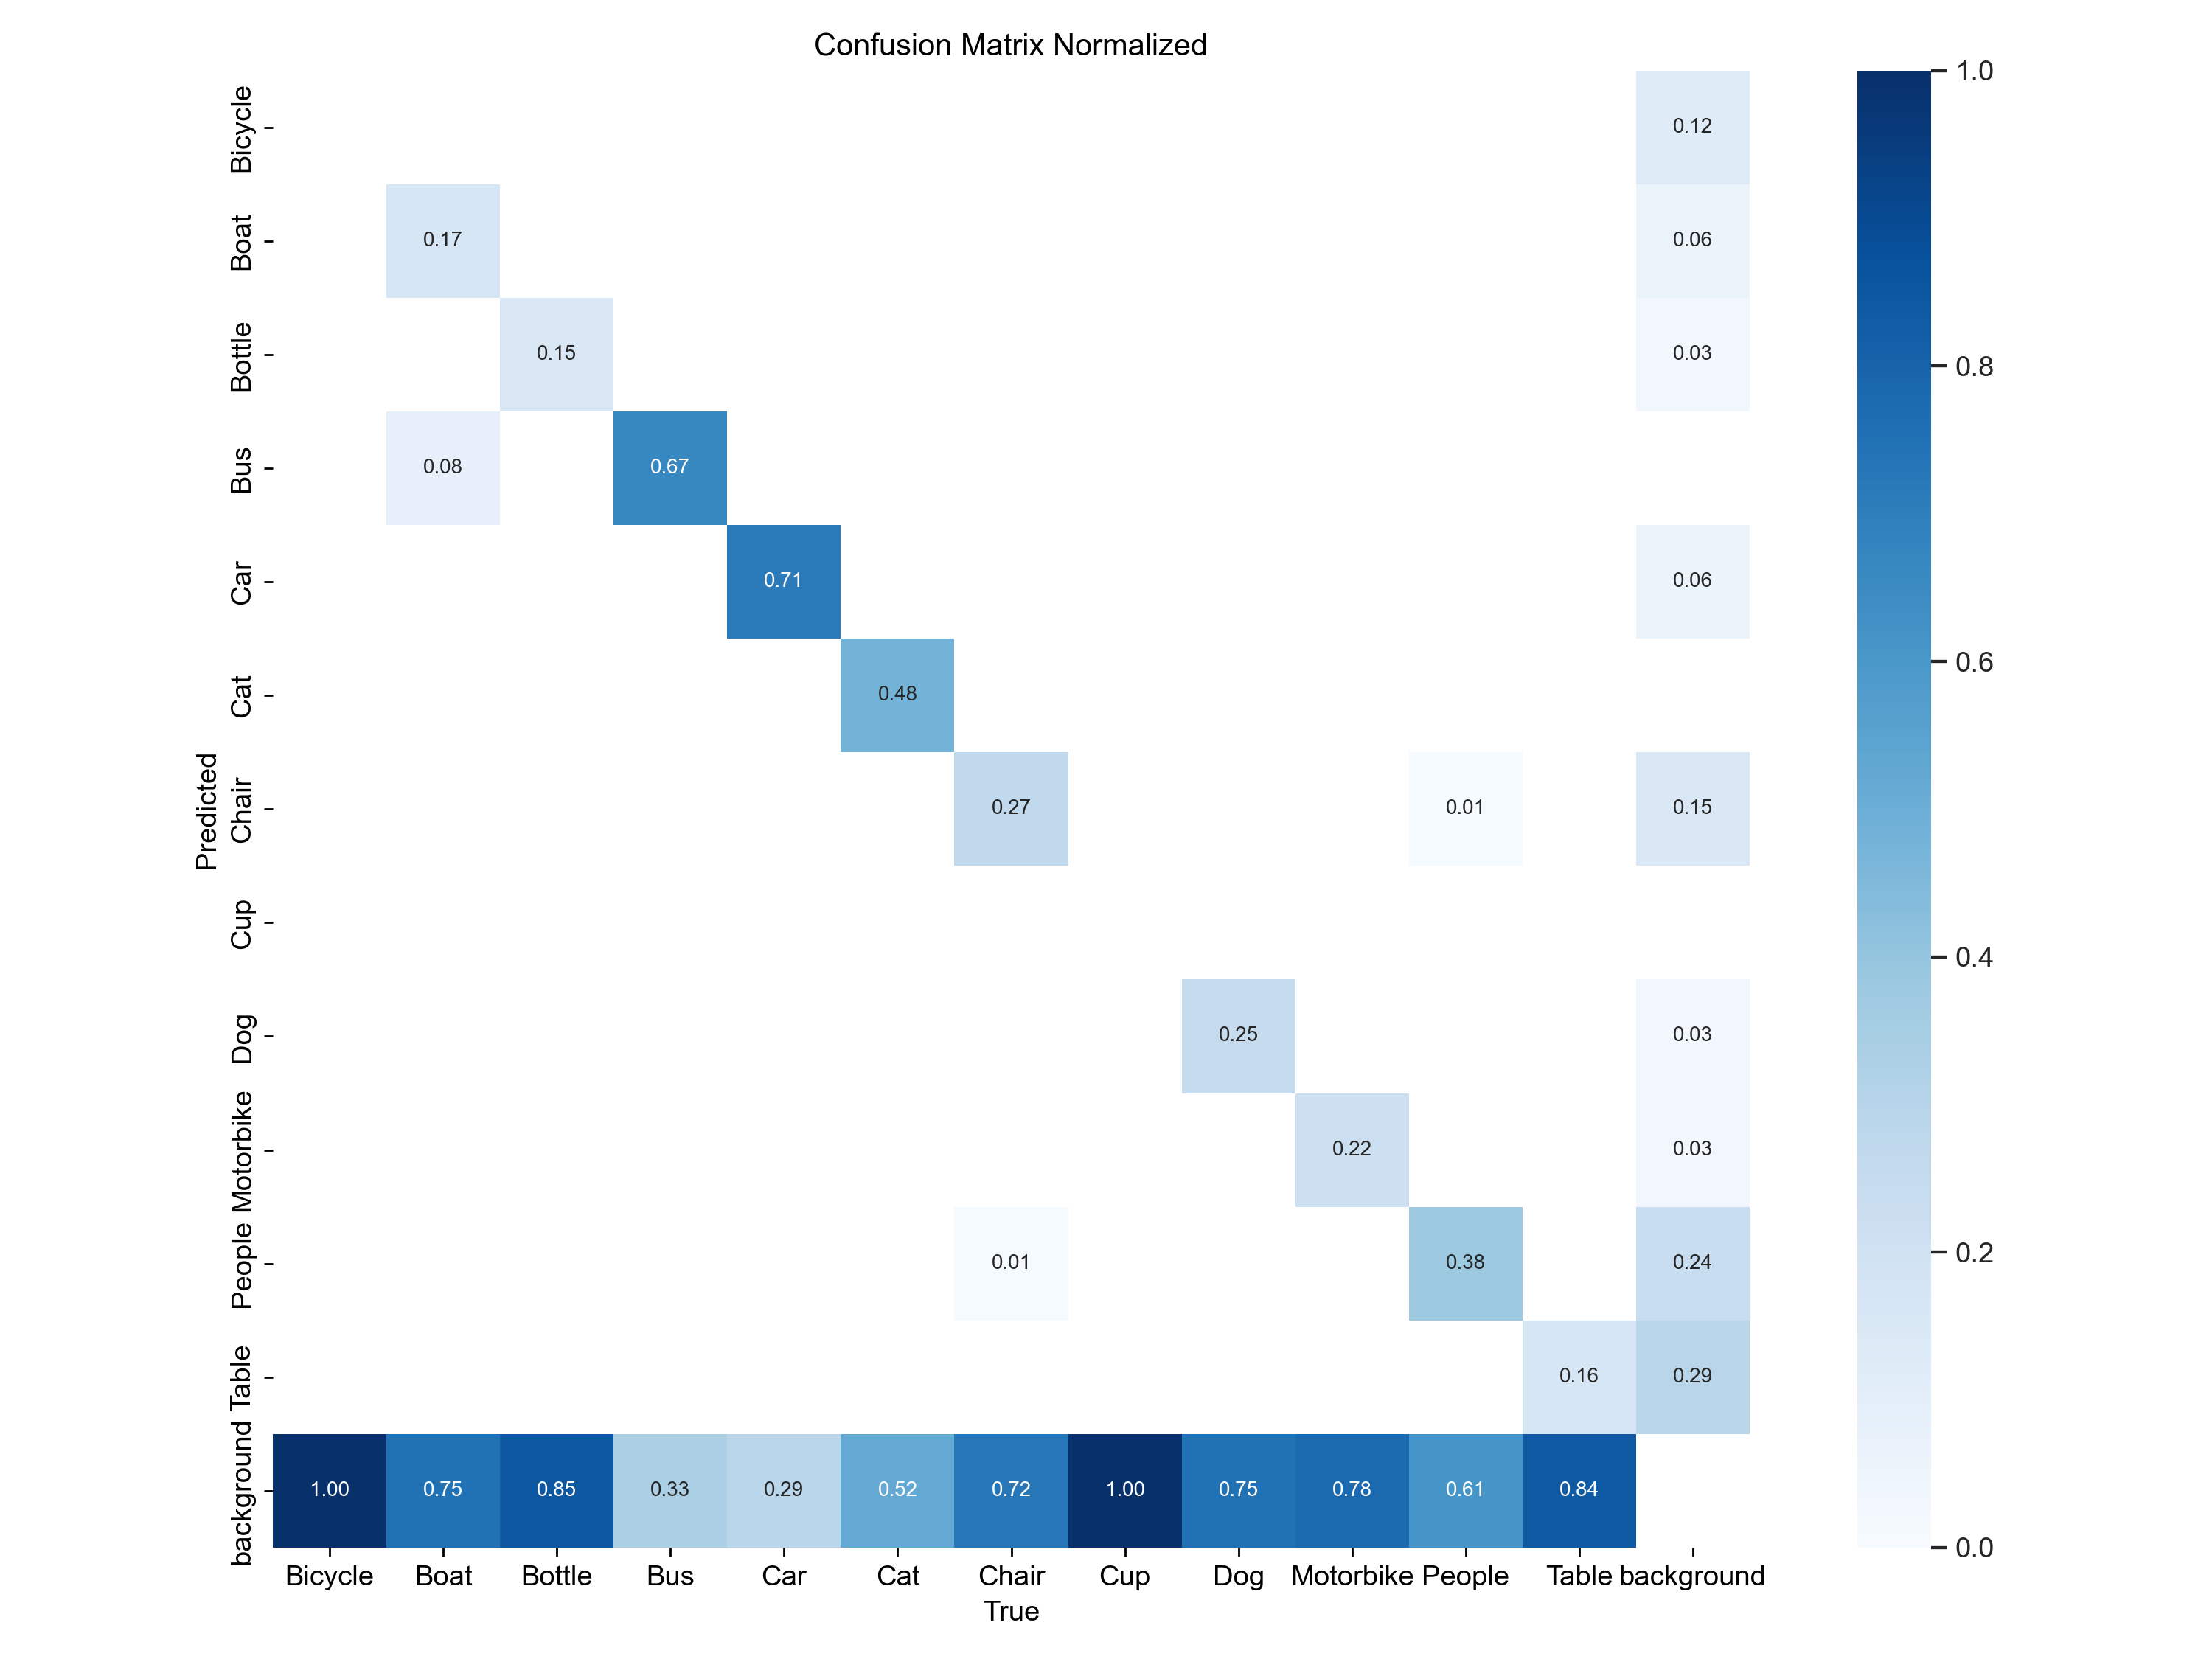 Confusion Matrix Normalized
Predicted
Bicycle 0.12
Boat 0.17 0.06
Bottle 0.15 0.03
Bus 0.08 0.67
Car 0.71 0.06
Cat 0.48
Chair 0.27 0.01 0.15
Cup
Dog 0.25 0.03
Motorbike 0.22 0.03
People 0.01 0.38 0.24
Table 0.16 0.29
background 1.00 0.75 0.85 0.33 0.29 0.52 0.72 1.00 0.75 0.78 0.61 0.84
Bicycle Boat Bottle Bus Car Cat Chair Cup Dog Motorbike People Table background
True
1.0
0.8
0.6
0.4
0.2
0.0